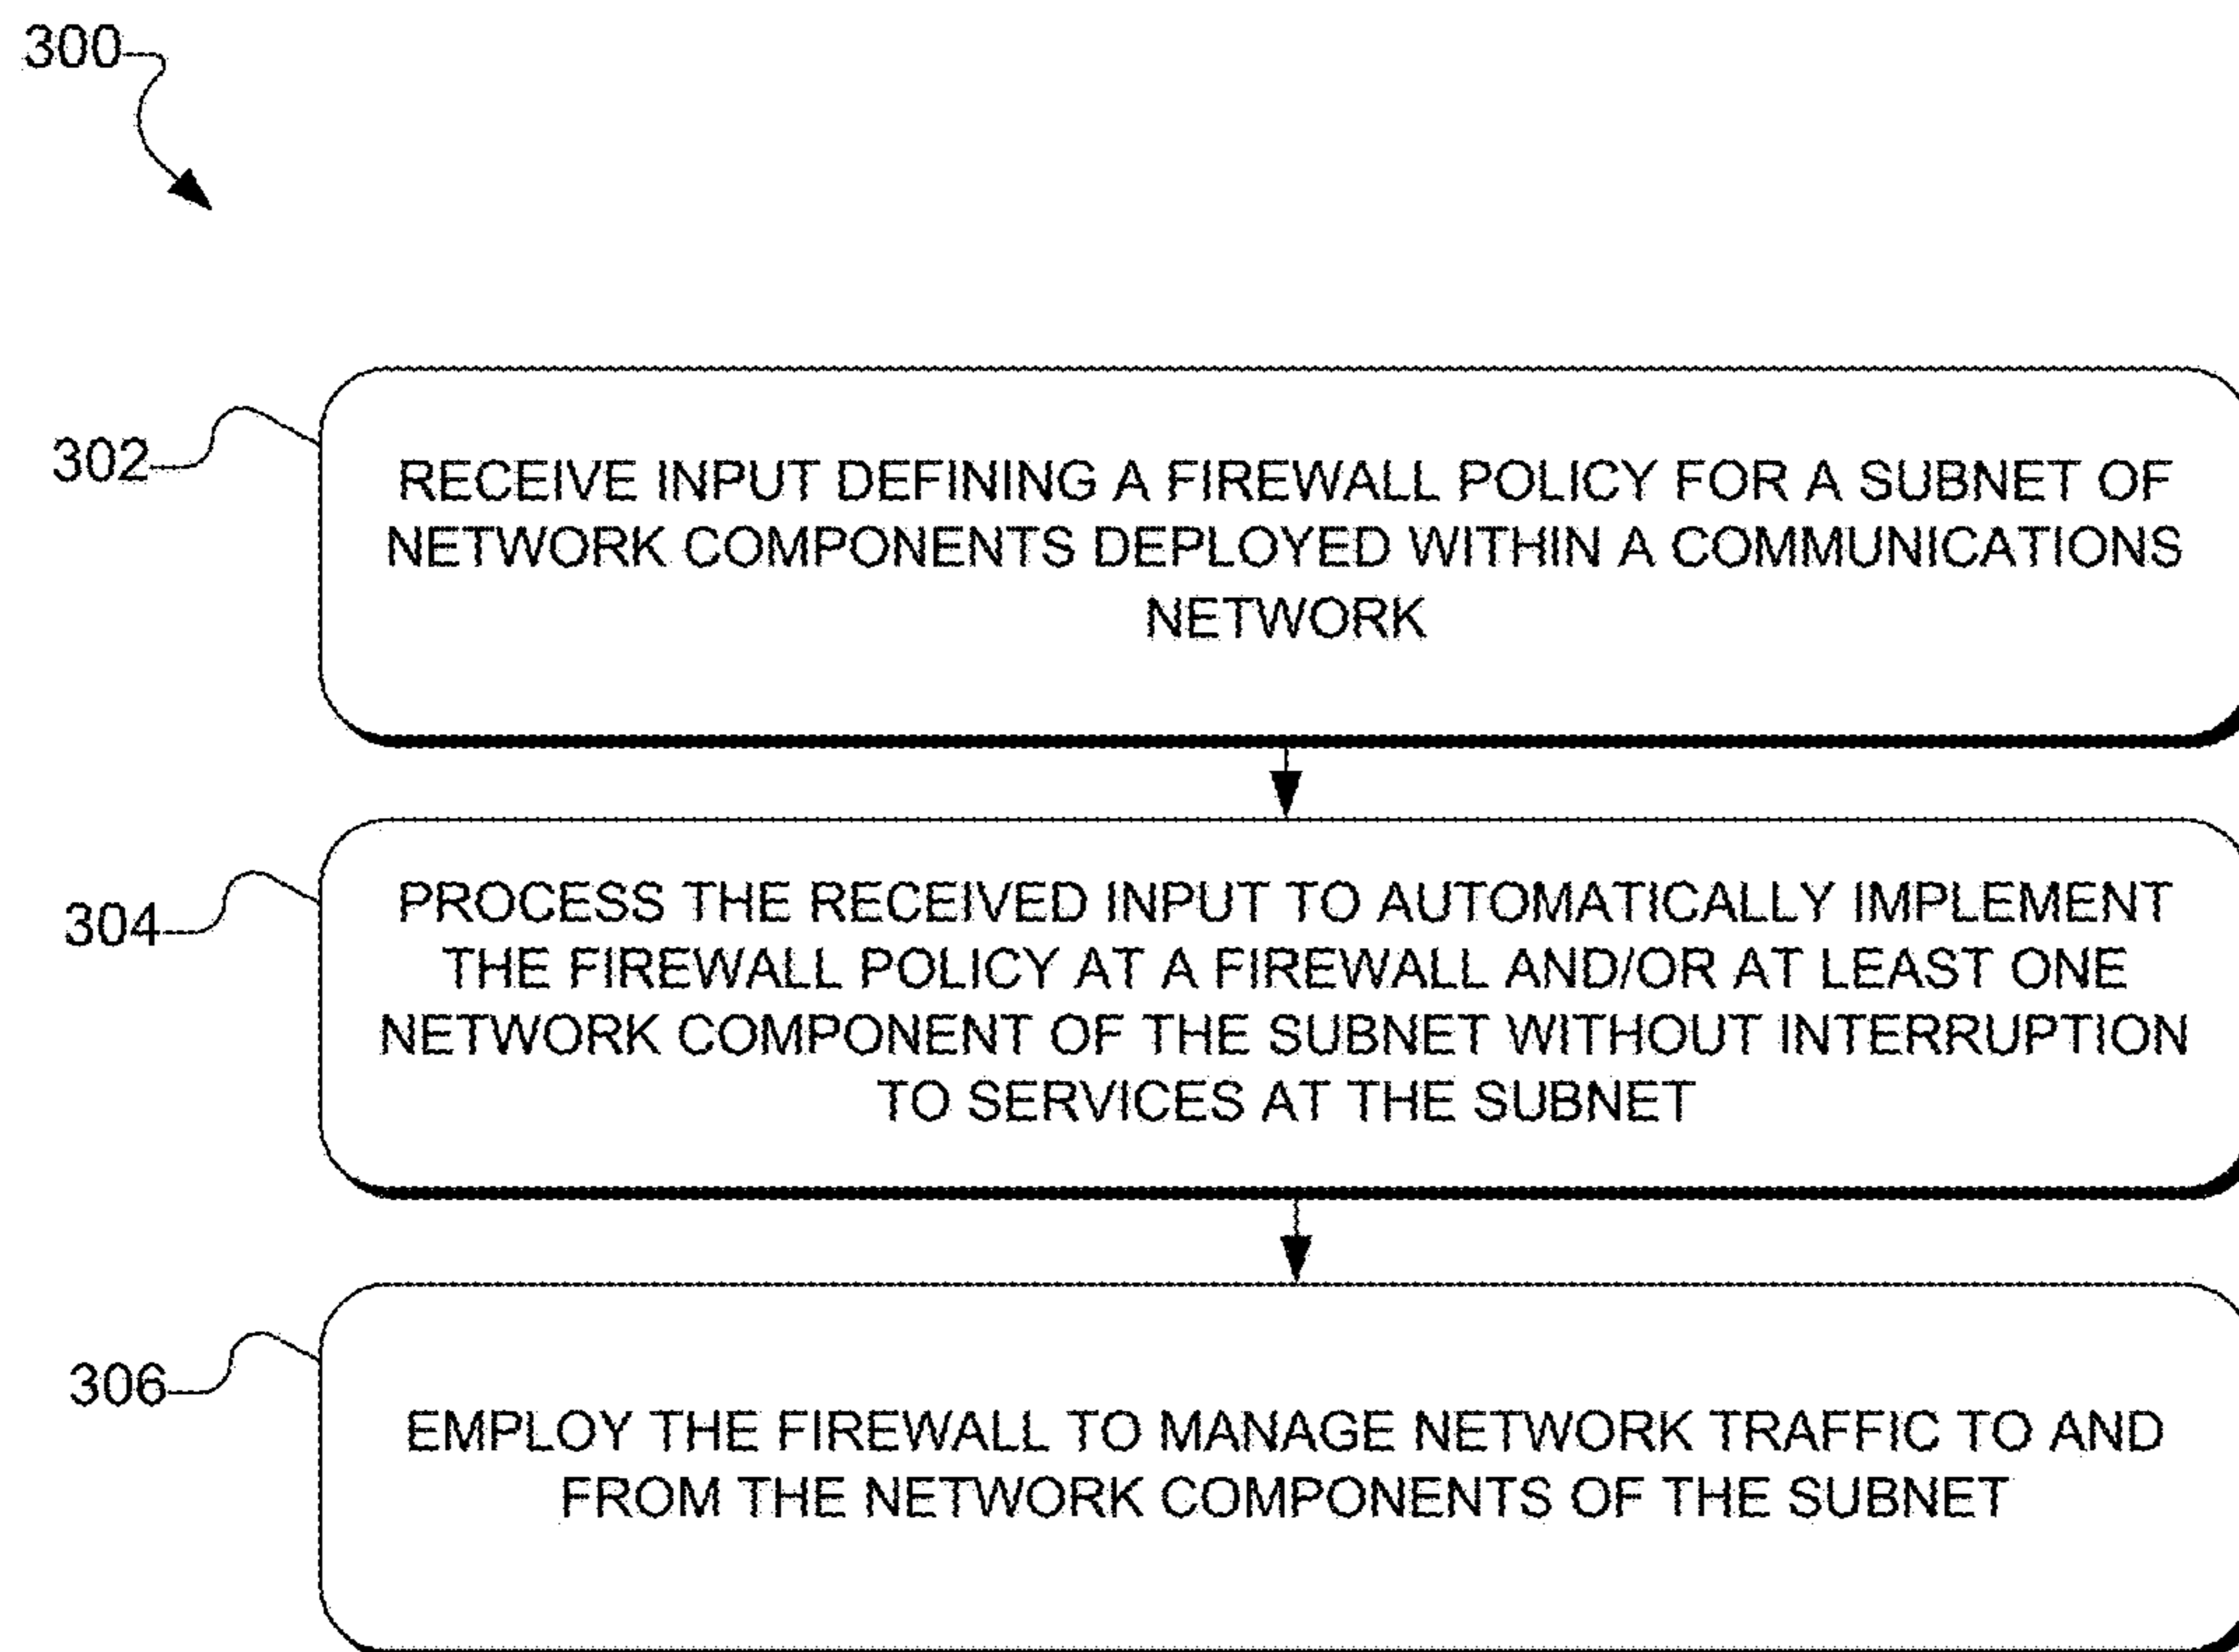 300
302
RECEIVE INPUT DEFINING A FIREWALL POLICY FOR A SUBNET OF
NETWORK COMPONENTS DEPLOYED WITHIN A COMMUNICATIONS
NETWORK
304
PROCESS THE RECEIVED INPUT TO AUTOMATICALLY IMPLEMENT
THE FIREWALL POLICY AT A FIREWALL AND/OR AT LEAST ONE
NETWORK COMPONENT OF THE SUBNET WITHOUT INTERRUPTION
TO SERVICES AT THE SUBNET
306
EMPLOY THE FIREWALL TO MANAGE NETWORK TRAFFIC TO AND
FROM THE NETWORK COMPONENTS OF THE SUBNET